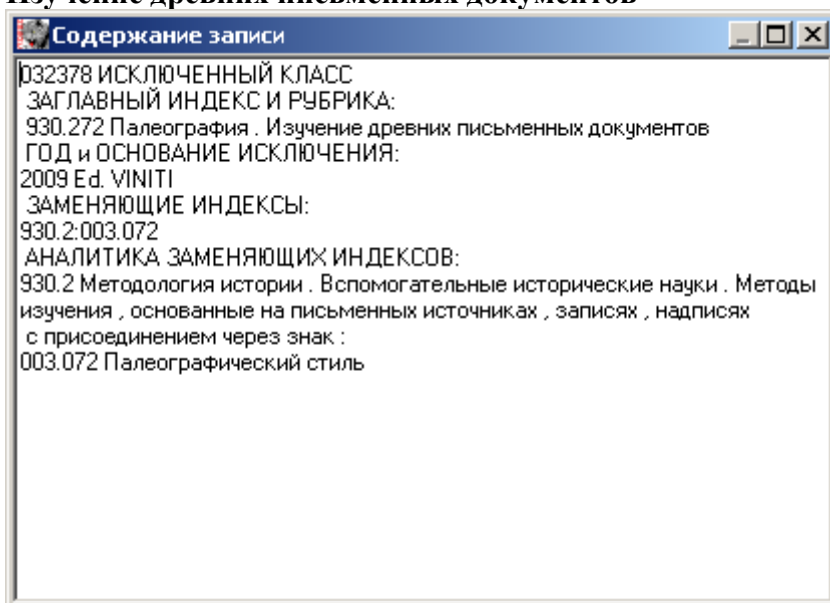 Изучение древних письменных документов
Содержание записи
032378 ИСКЛЮЧЕННЫЙ КЛАСС
ЗАГЛАВНЫЙ ИНДЕКС И РУБРИКА:
930.272 Палеография . Изучение древних письменных документов
ГОД и ОСНОВАНИЕ ИСКЛЮЧЕНИЯ:
2009 Ed. VINITI
ЗАМЕНЯЮЩИЕ ИНДЕКСЫ:
930.2:003.072
АНАЛИТИКА ЗАМЕНЯЮЩИХ ИНДЕКСОВ:
930.2 Методология истории . Вспомогательные исторические науки . Методы
изучения , основанные на письменных источниках , записях , надписях
с присоединением через знак :
003.072 Палеографический стиль